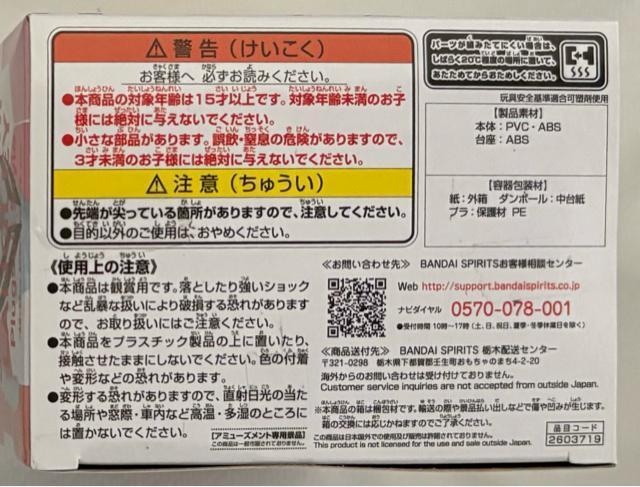 ⚠警告（けいこく）
お客様へ 必ずお読みください。
●本商品の対象年齢は15才以上です。対象年齢未満のお子
様には絶対に与えないでください。
●小さな部品があります。誤飲・窒息の危険がありますので、
3才未満のお子様には絶対に与えないでください。
⚠注意（ちゅうい）
●先端が尖っている箇所がありますので、注意してください。
●目的以外のご使用は、おやめください。
パーツが組みたてにくい場合は、
しばらく20℃程度の場所に置いて、
あたためてからお試しください。
玩具安全基準適合可塑剤使用
【製品素材】
本体：PVC・ABS
台座：ABS
【容器包装材】
紙：外箱 ダンボール：中台紙
プラ：保護材 PE
《使用上の注意》
●本商品は観賞用です。落としたり強いショック
など乱暴な扱いにより破損する恐れがあります
ので、お取り扱いにはご注意ください。
●本商品をプラスチック製品の上に置いたり、
接触させたままにしないでください。色の付着
や変形などの恐れがあります。
●変形する恐れがありますので、直射日光の当た
る場所や窓際・車内など高温・多湿のところに
は置かないでください。
【アミューズメント専用景品】
この商品は一般市販されていません。
≪お問い合わせ先≫ BANDAI SPIRITSお客様相談センター
Web http://support.bandaispirits.co.jp
ナビダイヤル 0570-078-001
●受付時間 10時〜17時（土、日、祝日、夏季・冬季休業日を除く）
≪商品送付先≫ BANDAI SPIRITS 栃木配送センター
〒321-0298 栃木県下都賀郡壬生町おもちゃのまち4-2-20
海外からのお問い合わせは受け付けておりません。
Customer service inquiries are not accepted from outside Japan.
※本商品の箱は梱包材です。輸送の際や景品払い出しなどで傷や凹みが生じます。
箱の交換には応じかねますのでご了承ください。
商品は日本国外での使用及び販売は許諾されておりません。
This product is not licensed for the use and sale outside Japan.
品目コード
2603719